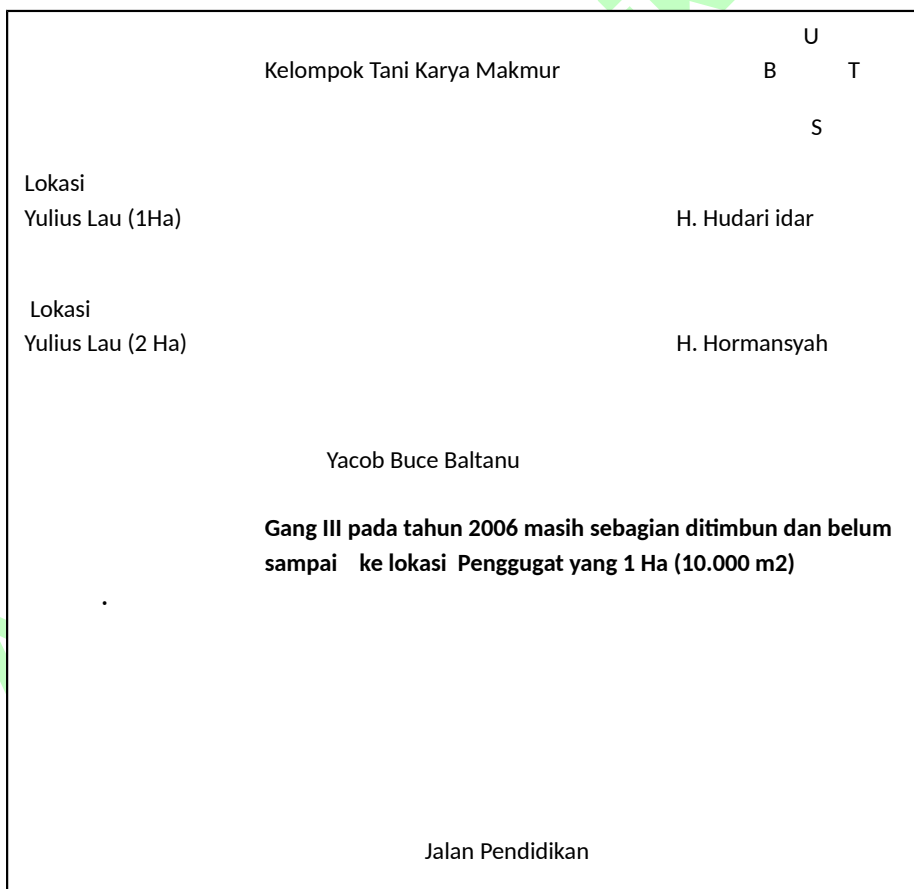 U
Kelompok Tani Karya Makmur B T
S
Lokasi
Yulius Lau (1Ha) H. Hudari idar
Lokasi
Yulius Lau (2 Ha) H. Hormansyah
Yacob Buce Baltanu
Gang III pada tahun 2006 masih sebagian ditimbun dan belum
sampai ke lokasi Penggugat yang 1 Ha (10.000 m2)
.
Jalan Pendidikan